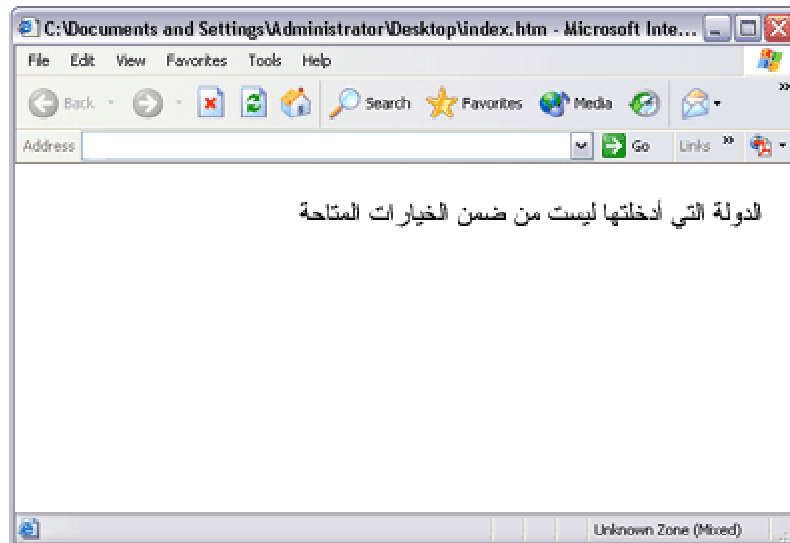 C:\Documents and Settings\Administrator\Desktop\index.htm - Microsoft Inte...
File Edit View Favorites Tools Help
Back Search Favorites Media »
Address Go Links »
الدولة التي أدخلتها ليست من ضمن الخيارات المتاحة
Unknown Zone (Mixed)